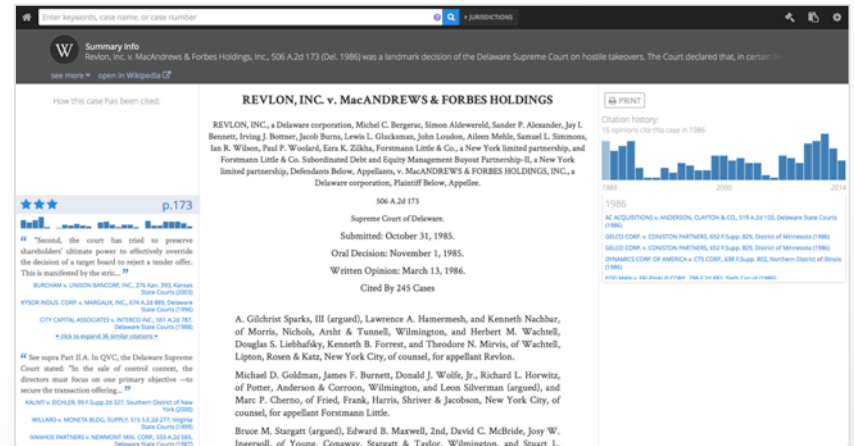 Enter keywords, case name, or case number
JURISDICTIONS
W
Summary Info
Revlon, Inc. v. MacAndrews & Forbes Holdings, Inc., 506 A.2d 173 (Del. 1986) was a landmark decision of the Delaware Supreme Court on hostile takeovers. The Court declared that, in certain
see more open in Wikipedia
How this case has been cited:
p.173
“ "Second, the court has tried to preserve
shareholders' ultimate power to effectively override
the decision of a target board to reject a tender offer.
This is manifested by the stric... ”
BURCHAM v. UNISON BANCORP, INC., 276 Kan. 393, Kansas
State Courts (2003)
KYSOR INDUS. CORP. v. MARGAUX, INC., 674 A.2d 889, Delaware
State Courts (1996)
CITY CAPITAL ASSOCIATES v. INTERCO INC., 551 A.2d 787,
Delaware State Courts (1988)
click to expand 36 similar citations
“ See supra Part II.A. In QVC, the Delaware Supreme
Court stated: "In the sale of control context, the
directors must focus on one primary objective —to
secure the transaction offering... ”
KALNIT v. EICHLER, 99 F.Supp.2d 327, Southern District of New
York (2000)
WILLARD v. MONETA BLDG. SUPPLY, 515 S.E.2d 277, Virginia
State Courts (1999)
IVANHOE PARTNERS v. NEWMONT MIN. CORP., 533 A.2d 585,
Delaware State Courts (1987)
REVLON, INC. v. MacANDREWS & FORBES HOLDINGS
REVLON, INC., a Delaware corporation, Michel C. Bergerac, Simon Aldewereld, Sander P. Alexander, Jay I.
Bennett, Irving J. Bottner, Jacob Burns, Lewis L. Glucksman, John Loudon, Aileen Mehle, Samuel L. Simmons,
Ian R. Wilson, Paul P. Woolard, Ezra K. Zilkha, Forstmann Little & Co., a New York limited partnership, and
Forstmann Little & Co. Subordinated Debt and Equity Management Buyout Partnership-II, a New York
limited partnership, Defendants Below, Appellants, v. MacANDREWS & FORBES HOLDINGS, INC., a
Delaware corporation, Plaintiff Below, Appellee.
506 A.2d 173
Supreme Court of Delaware.
Submitted: October 31, 1985.
Oral Decision: November 1, 1985.
Written Opinion: March 13, 1986.
Cited By 245 Cases
A. Gilchrist Sparks, III (argued), Lawrence A. Hamermesh, and Kenneth Nachbar,
of Morris, Nichols, Arsht & Tunnell, Wilmington, and Herbert M. Wachtell,
Douglas S. Liebhafsky, Kenneth B. Forrest, and Theodore N. Mirvis, of Wachtell,
Lipton, Rosen & Katz, New York City, of counsel, for appellant Revlon.
Michael D. Goldman, James F. Burnett, Donald J. Wolfe, Jr., Richard L. Horwitz,
of Potter, Anderson & Corroon, Wilmington, and Leon Silverman (argued), and
Marc P. Cherno, of Fried, Frank, Harris, Shriver & Jacobson, New York City, of
counsel, for appellant Forstmann Little.
Bruce M. Stargatt (argued), Edward B. Maxwell, 2nd, David C. McBride, Josy W.
Ingersoll, of Young, Conaway, Stargatt & Taylor, Wilmington, and Stuart L.
PRINT
Citation history:
16 opinions cite this case in 1986
1986 2000 2014
1986
AC ACQUISITIONS v. ANDERSON, CLAYTON & CO., 519 A.2d 103, Delaware State Courts
(1986)
GELCO CORP. v. CONISTON PARTNERS, 652 F.Supp. 829, District of Minnesota (1986)
GELCO CORP. v. CONISTON PARTNERS, 652 F.Supp. 829, District of Minnesota (1986)
DYNAMICS CORP. OF AMERICA v. CTS CORP., 638 F.Supp. 802, Northern District of Illinois
(1986)